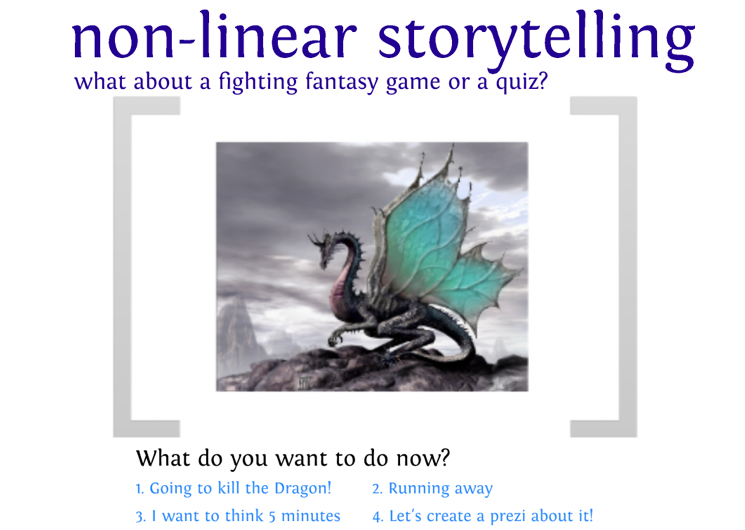 non-linear storytelling
what about a fighting fantasy game or a quiz?
What do you want to do now?
1. Going to kill the Dragon!
2. Running away
3. I want to think 5 minutes
4. Let's create a prezi about it!